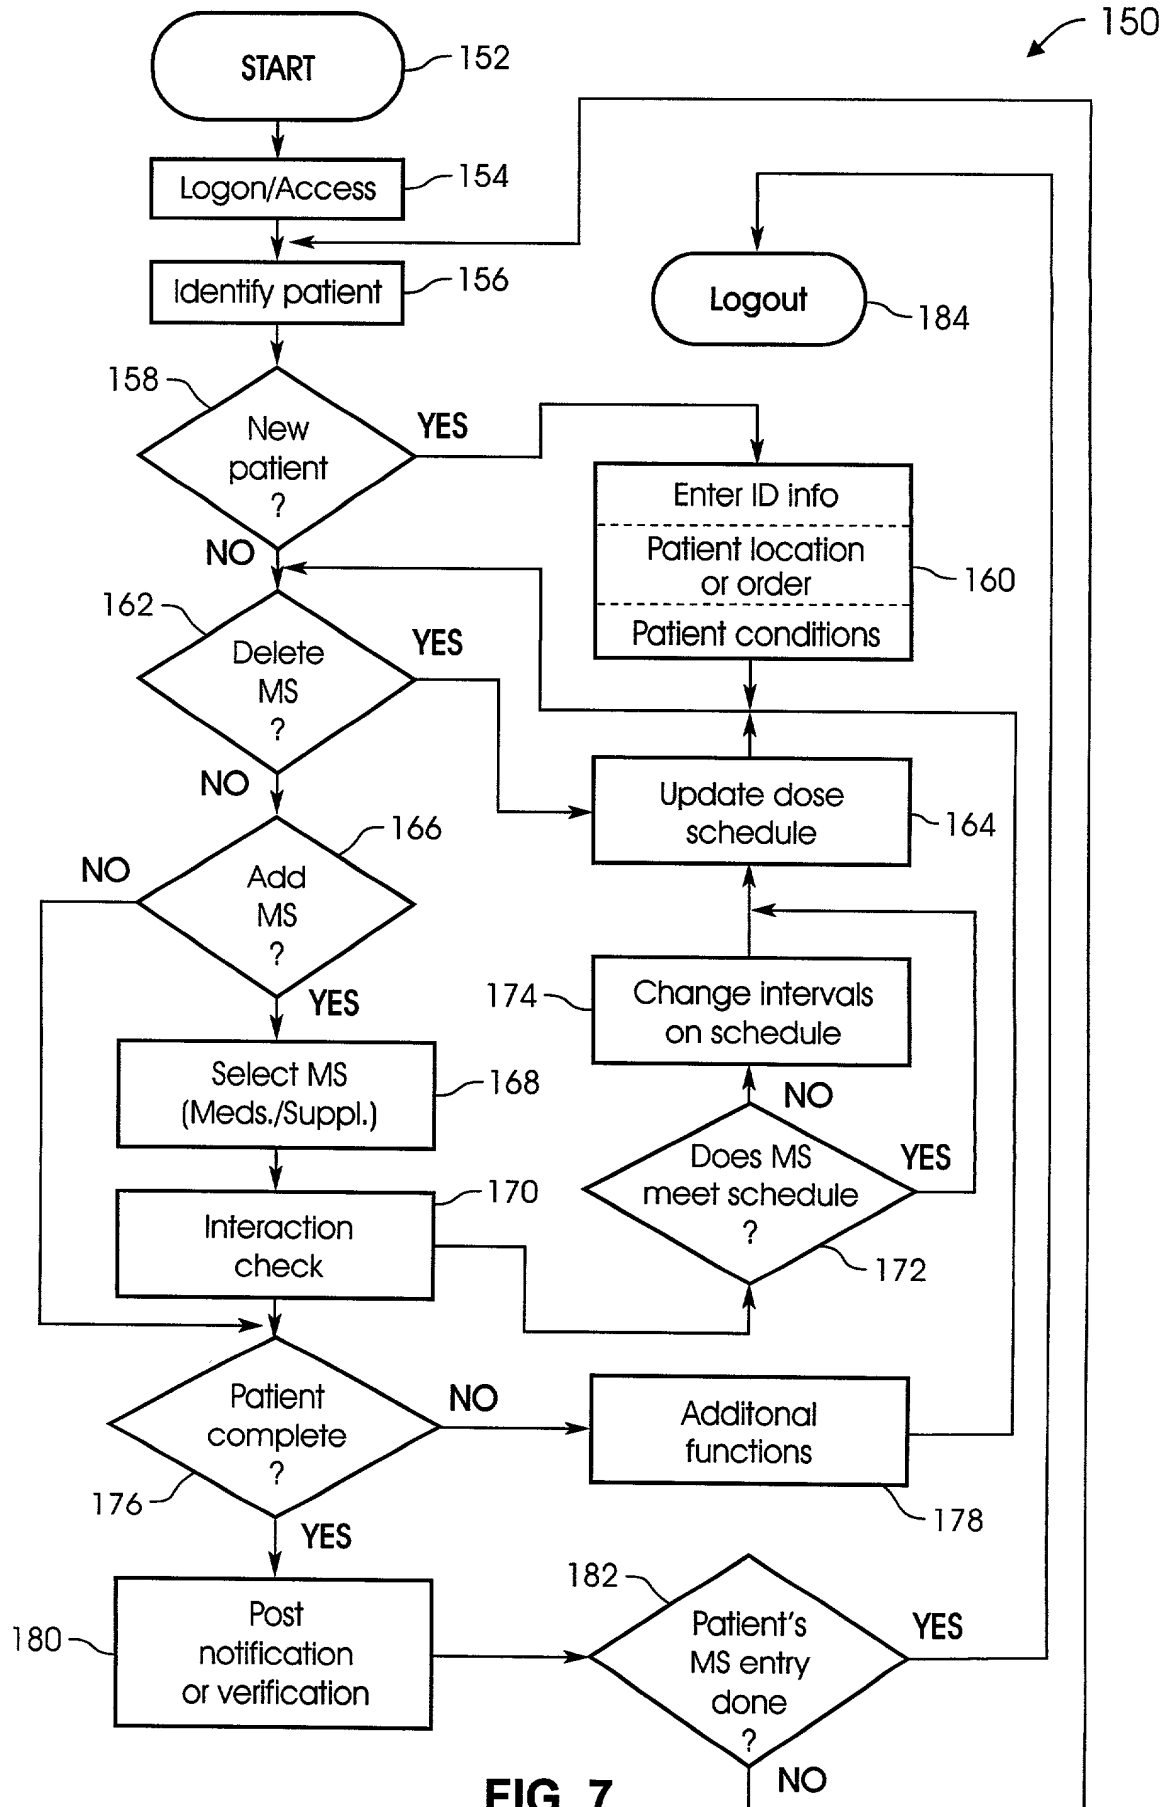 150
START
152
Logon/Access
154
Identify patient
156
Logout
184
158
New
patient
?
YES
NO
Enter ID info
Patient location
or order
Patient conditions
160
162
Delete
MS
?
YES
NO
Update dose
schedule
164
166
Add
MS
?
NO
YES
174
Change intervals
on schedule
Select MS
(Meds./Suppl.)
168
NO
Does MS
meet schedule
?
YES
172
170
Interaction
check
Patient
complete
?
NO
176
YES
Additonal
functions
178
180
Post
notification
or verification
182
Patient's
MS entry
done
?
YES
NO
FIG. 7